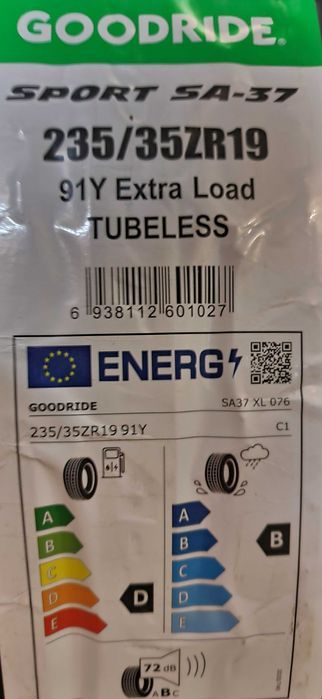 GOODRIDE
SPORT SA-37
235/35ZR19
91Y Extra Load
TUBELESS
6 938112 601027
ENERG
GOODRIDE SA37 XL 076
235/35ZR19 91Y C1
A A
B B B
C C
D D D
E E
72 dB
ABC